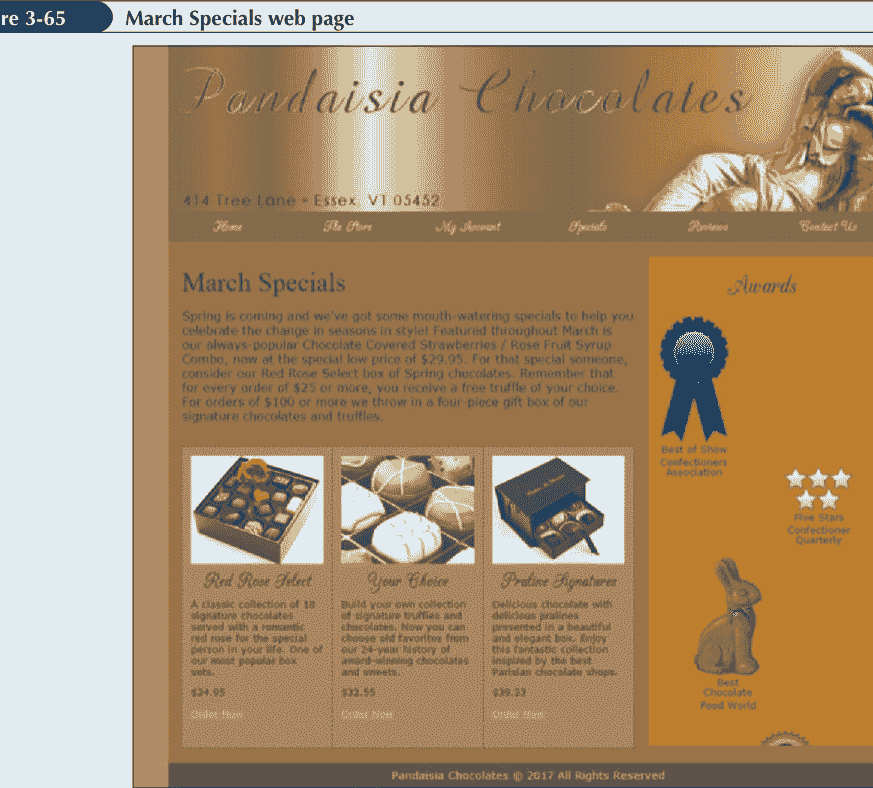 re 3-65 March Specials web page
Pandaisia Chocolates
414 Tree Lane • Essex, VT 05452
Home The Store My Account Specials Reviews Contact Us
March Specials
Spring is coming and we've got some mouth-watering specials to help you
celebrate the change in seasons in style! Featured throughout March is
our always-popular Chocolate Covered Strawberries / Rose Fruit Syrup
Combo, now at the special low price of $29.95. For that special someone,
consider our Red Rose Select box of Spring chocolates. Remember that
for every order of $25 or more, you receive a free truffle of your choice.
For orders of $100 or more we throw in a four-piece gift box of our
signature chocolates and truffles.
Red Rose Select
A classic collection of 18
signature chocolates
served with a romantic
red rose for the special
person in your life. One of
our most popular box
sets.
$24.95
Order Now
Your Choice
Build your own collection
of signature truffles and
chocolates. Now you can
choose old favorites from
our 24-year history of
award-winning chocolates
and sweets.
$32.55
Order Now
Praline Signatures
Delicious chocolate with
delicious pralines
presented in a beautiful
and elegant box. Enjoy
this fantastic collection
inspired by the best
Parisian chocolate shops.
$39.23
Order Now
Awards
Best of Show
Confectioners
Association
Five Stars
Confectioner
Quarterly
Best
Chocolate
Food World
Pandaisia Chocolates © 2017 All Rights Reserved